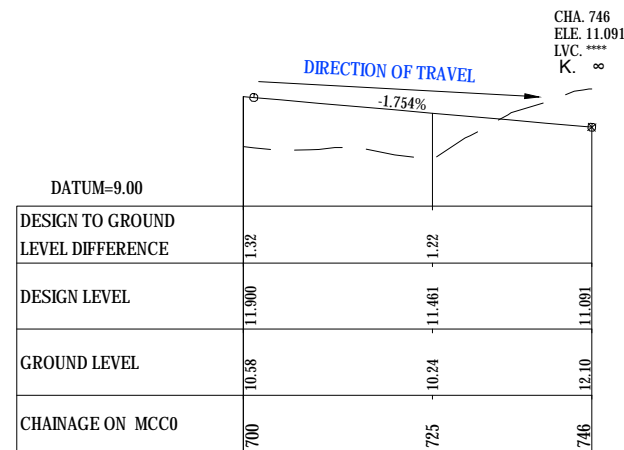 CHA. 746
ELE. 11.091
LVC. ****
K. ∞
DIRECTION OF TRAVEL
-1.754%
DATUM=9.00
DESIGN TO GROUND
LEVEL DIFFERENCE
1.32
1.22
DESIGN LEVEL
11.900
11.461
11.091
GROUND LEVEL
10.58
10.24
12.10
CHAINAGE ON MCC0
700
725
746